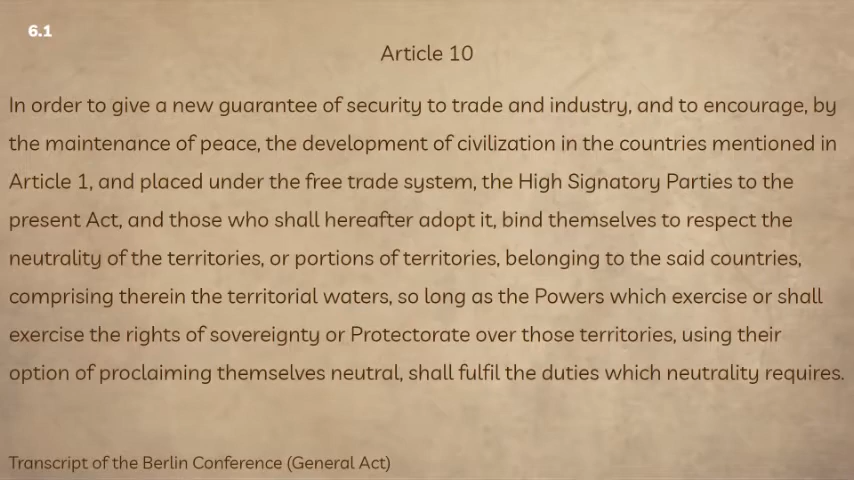 6.1
Article 10
In order to give a new guarantee of security to trade and industry, and to encourage, by
the maintenance of peace, the development of civilization in the countries mentioned in
Article 1, and placed under the free trade system, the High Signatory Parties to the
present Act, and those who shall hereafter adopt it, bind themselves to respect the
neutrality of the territories, or portions of territories, belonging to the said countries,
comprising therein the territorial waters, so long as the Powers which exercise or shall
exercise the rights of sovereignty or Protectorate over those territories, using their
option of proclaiming themselves neutral, shall fulfil the duties which neutrality requires.
Transcript of the Berlin Conference (General Act)